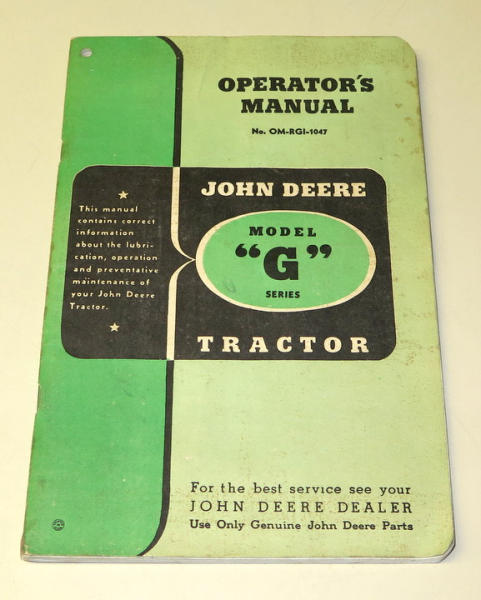 OPERATOR'S
MANUAL
No. OM-RGI-1047
This manual
contains correct
information
about the lubri-
cation, operation
and preventative
maintenance of
your John Deere
Tractor.
JOHN DEERE
MODEL
"G"
SERIES
TRACTOR
For the best service see your
JOHN DEERE DEALER
Use Only Genuine John Deere Parts